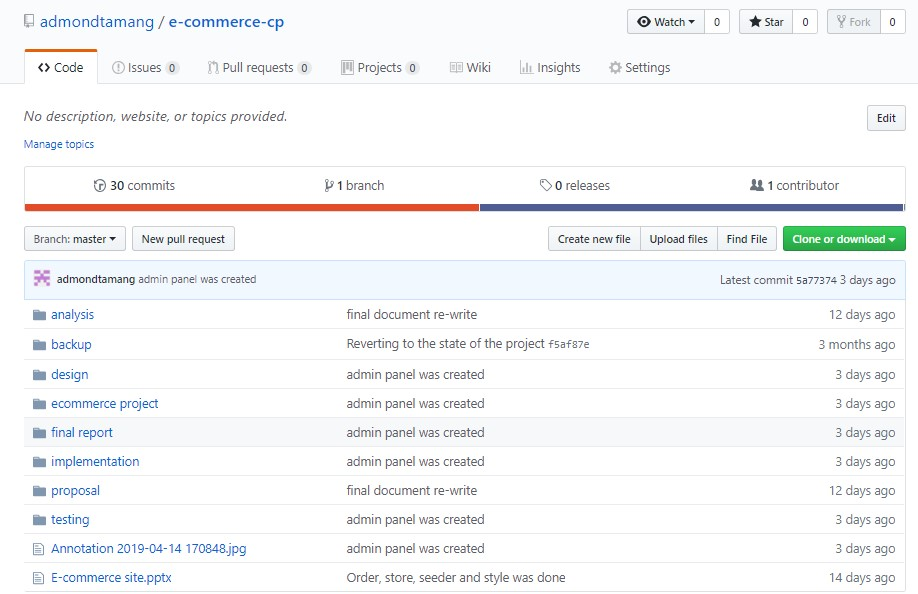 admondtamang / e-commerce-cp
Watch 0 Star 0 Fork 0
Code Issues 0 Pull requests 0 Projects 0 Wiki Insights Settings
No description, website, or topics provided.
Edit
Manage topics
30 commits 1 branch 0 releases 1 contributor
Branch: master New pull request Create new file Upload files Find File Clone or download
admondtamang admin panel was created Latest commit 5a77374 3 days ago
analysis final document re-write 12 days ago
backup Reverting to the state of the project f5af87e 3 months ago
design admin panel was created 3 days ago
ecommerce project admin panel was created 3 days ago
final report admin panel was created 3 days ago
implementation admin panel was created 3 days ago
proposal final document re-write 12 days ago
testing admin panel was created 3 days ago
Annotation 2019-04-14 170848.jpg admin panel was created 3 days ago
E-commerce site.pptx Order, store, seeder and style was done 14 days ago